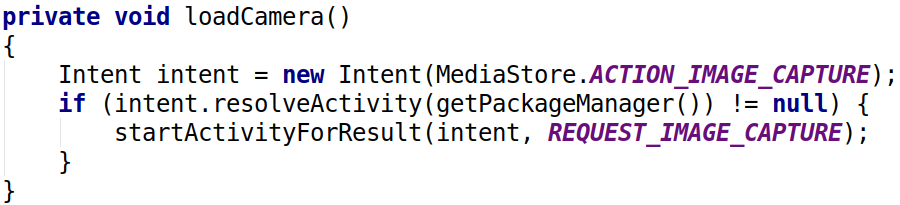 private void loadCamera()
{
    Intent intent = new Intent(MediaStore.ACTION_IMAGE_CAPTURE);
    if (intent.resolveActivity(getPackageManager()) != null) {
        startActivityForResult(intent, REQUEST_IMAGE_CAPTURE);
    }
}